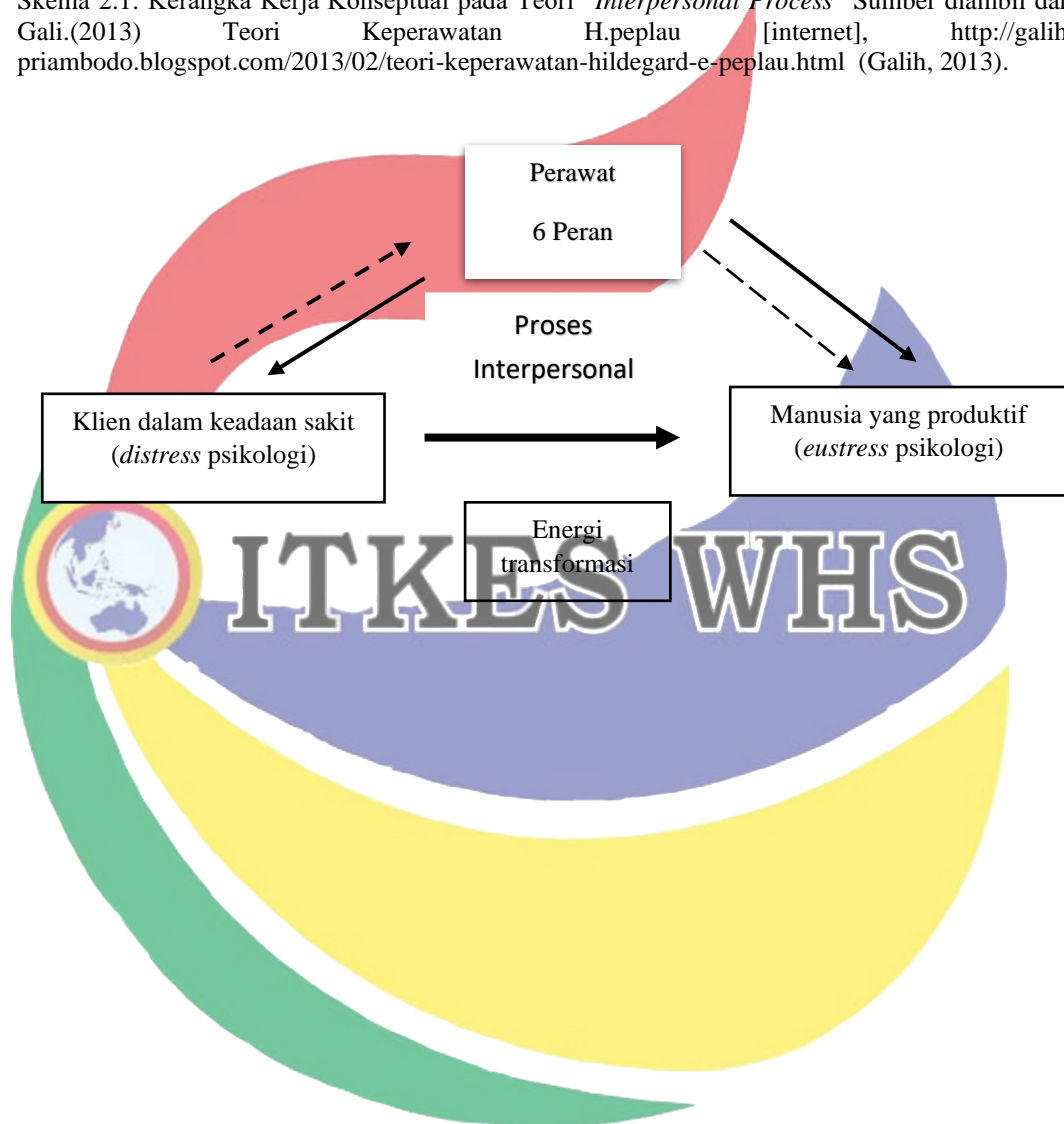 Skema 2.1. Kerangka Kerja Konseptual pada Teori "Interpersonal Process" Sumber diambil dari
Gali.(2013) Teori Keperawatan H.peplau [internet], http://galih
priambodo.blogspot.com/2013/02/teori-keperawatan-hildegard-e-peplau.html (Galih, 2013).
Perawat
6 Peran
Proses
Interpersonal
Klien dalam keadaan sakit
(distress psikologi)
Manusia yang produktif
(eustress psikologi)
Energi
transformasi
ITKES WHS